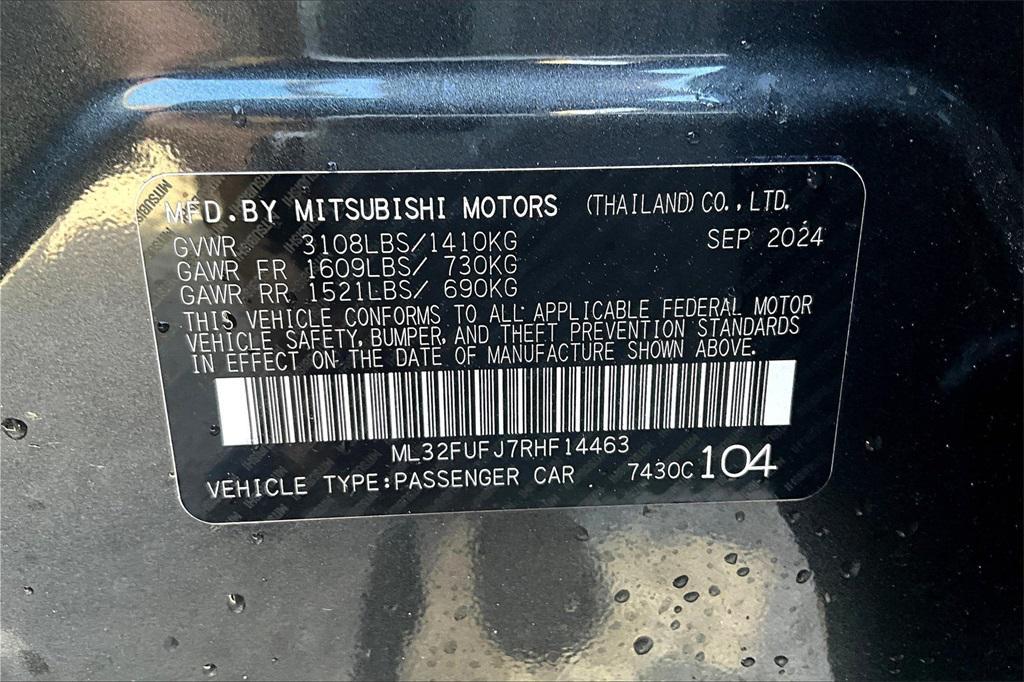 MFD.BY MITSUBISHI MOTORS (THAILAND) CO.,LTD.
GVWR 3108LBS/1410KG SEP 2024
GAWR FR 1609LBS/ 730KG
GAWR RR 1521LBS/ 690KG
THIS VEHICLE CONFORMS TO ALL APPLICABLE FEDERAL MOTOR
VEHICLE SAFETY, BUMPER, AND THEFT PREVENTION STANDARDS
IN EFFECT ON THE DATE OF MANUFACTURE SHOWN ABOVE.
ML32FUFJ7RHF14463
VEHICLE TYPE:PASSENGER CAR 7430C 104